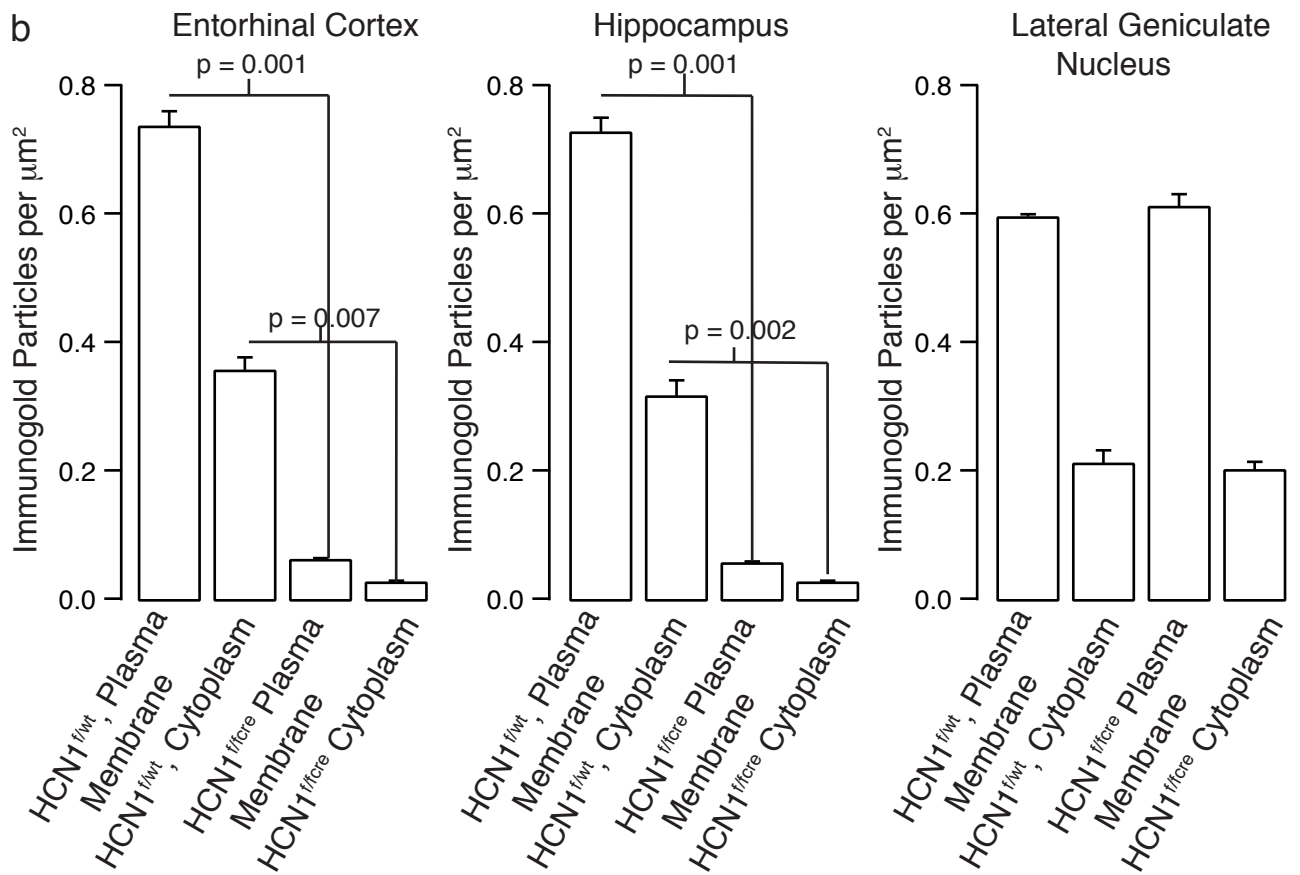 b
Entorhinal Cortex
p = 0.001
Immunogold Particles per μm²
0.8
0.6
0.4
0.2
0.0
p = 0.007
HCN1f/wt, Plasma
Membrane
HCN1f/wt, Cytoplasm
HCN1f/fcre Plasma
Membrane
HCN1f/fcre Cytoplasm
Hippocampus
p = 0.001
Immunogold Particles per μm²
0.8
0.6
0.4
0.2
0.0
p = 0.002
HCN1f/wt, Plasma
Membrane
HCN1f/wt, Cytoplasm
HCN1f/fcre Plasma
Membrane
HCN1f/fcre Cytoplasm
Lateral Geniculate
Nucleus
Immunogold Particles per μm²
0.8
0.6
0.4
0.2
0.0
HCN1f/wt, Plasma
Membrane
HCN1f/wt, Cytoplasm
HCN1f/fcre Plasma
Membrane
HCN1f/fcre Cytoplasm